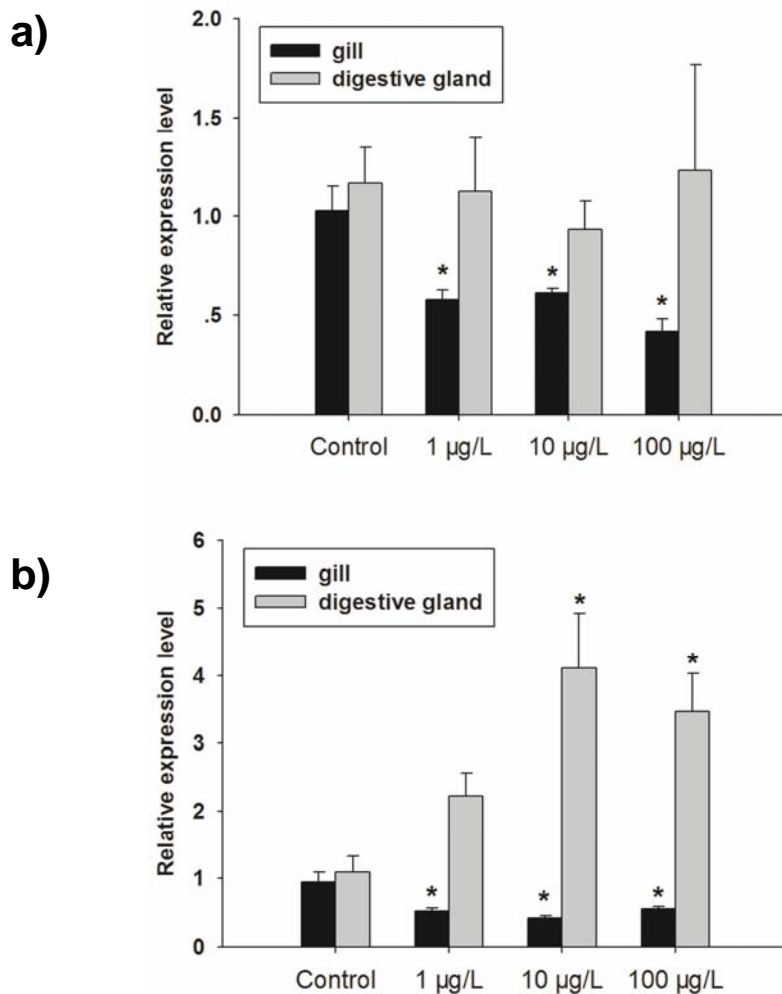 a)
2.0
1.5
1.0
.5
0.0
Relative expression level
gill
digestive gland
*
*
*
Control 1 µg/L 10 µg/L 100 µg/L
b)
6
5
4
3
2
1
0
Relative expression level
gill
digestive gland
*
*
*
*
*
Control 1 µg/L 10 µg/L 100 µg/L